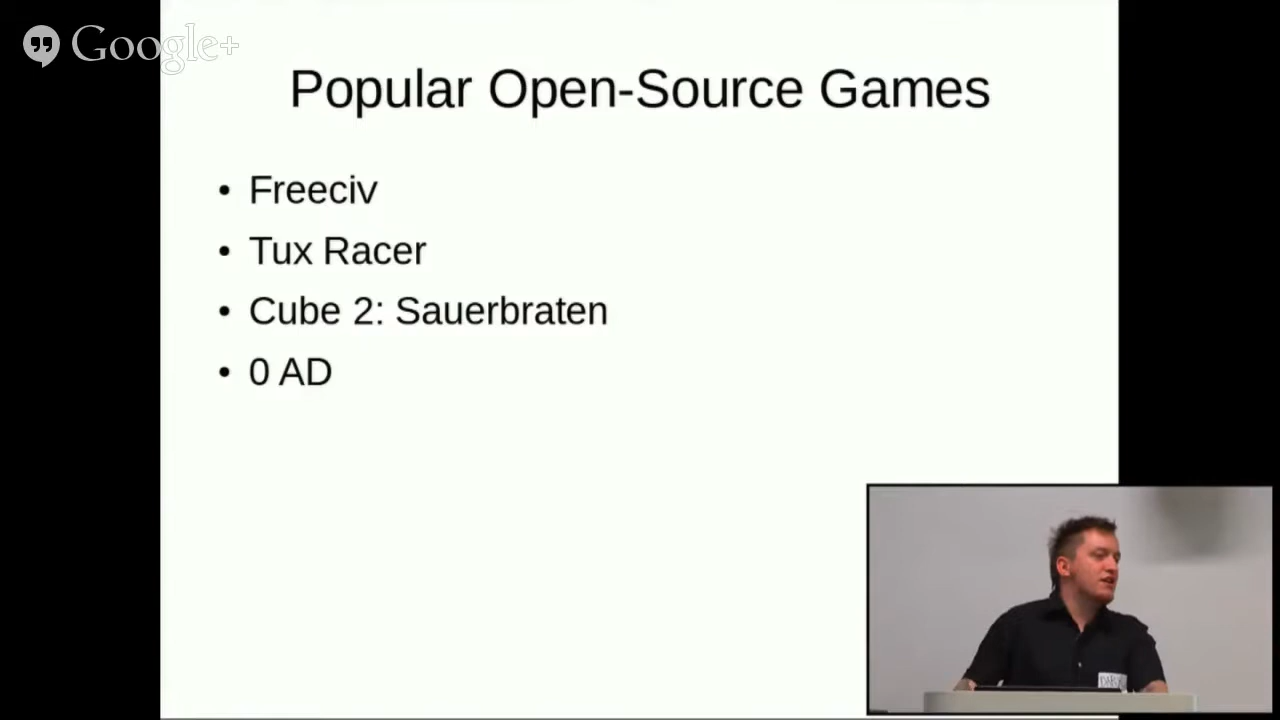 Google+
Popular Open-Source Games
• Freeciv
• Tux Racer
• Cube 2: Sauerbraten
• 0 AD